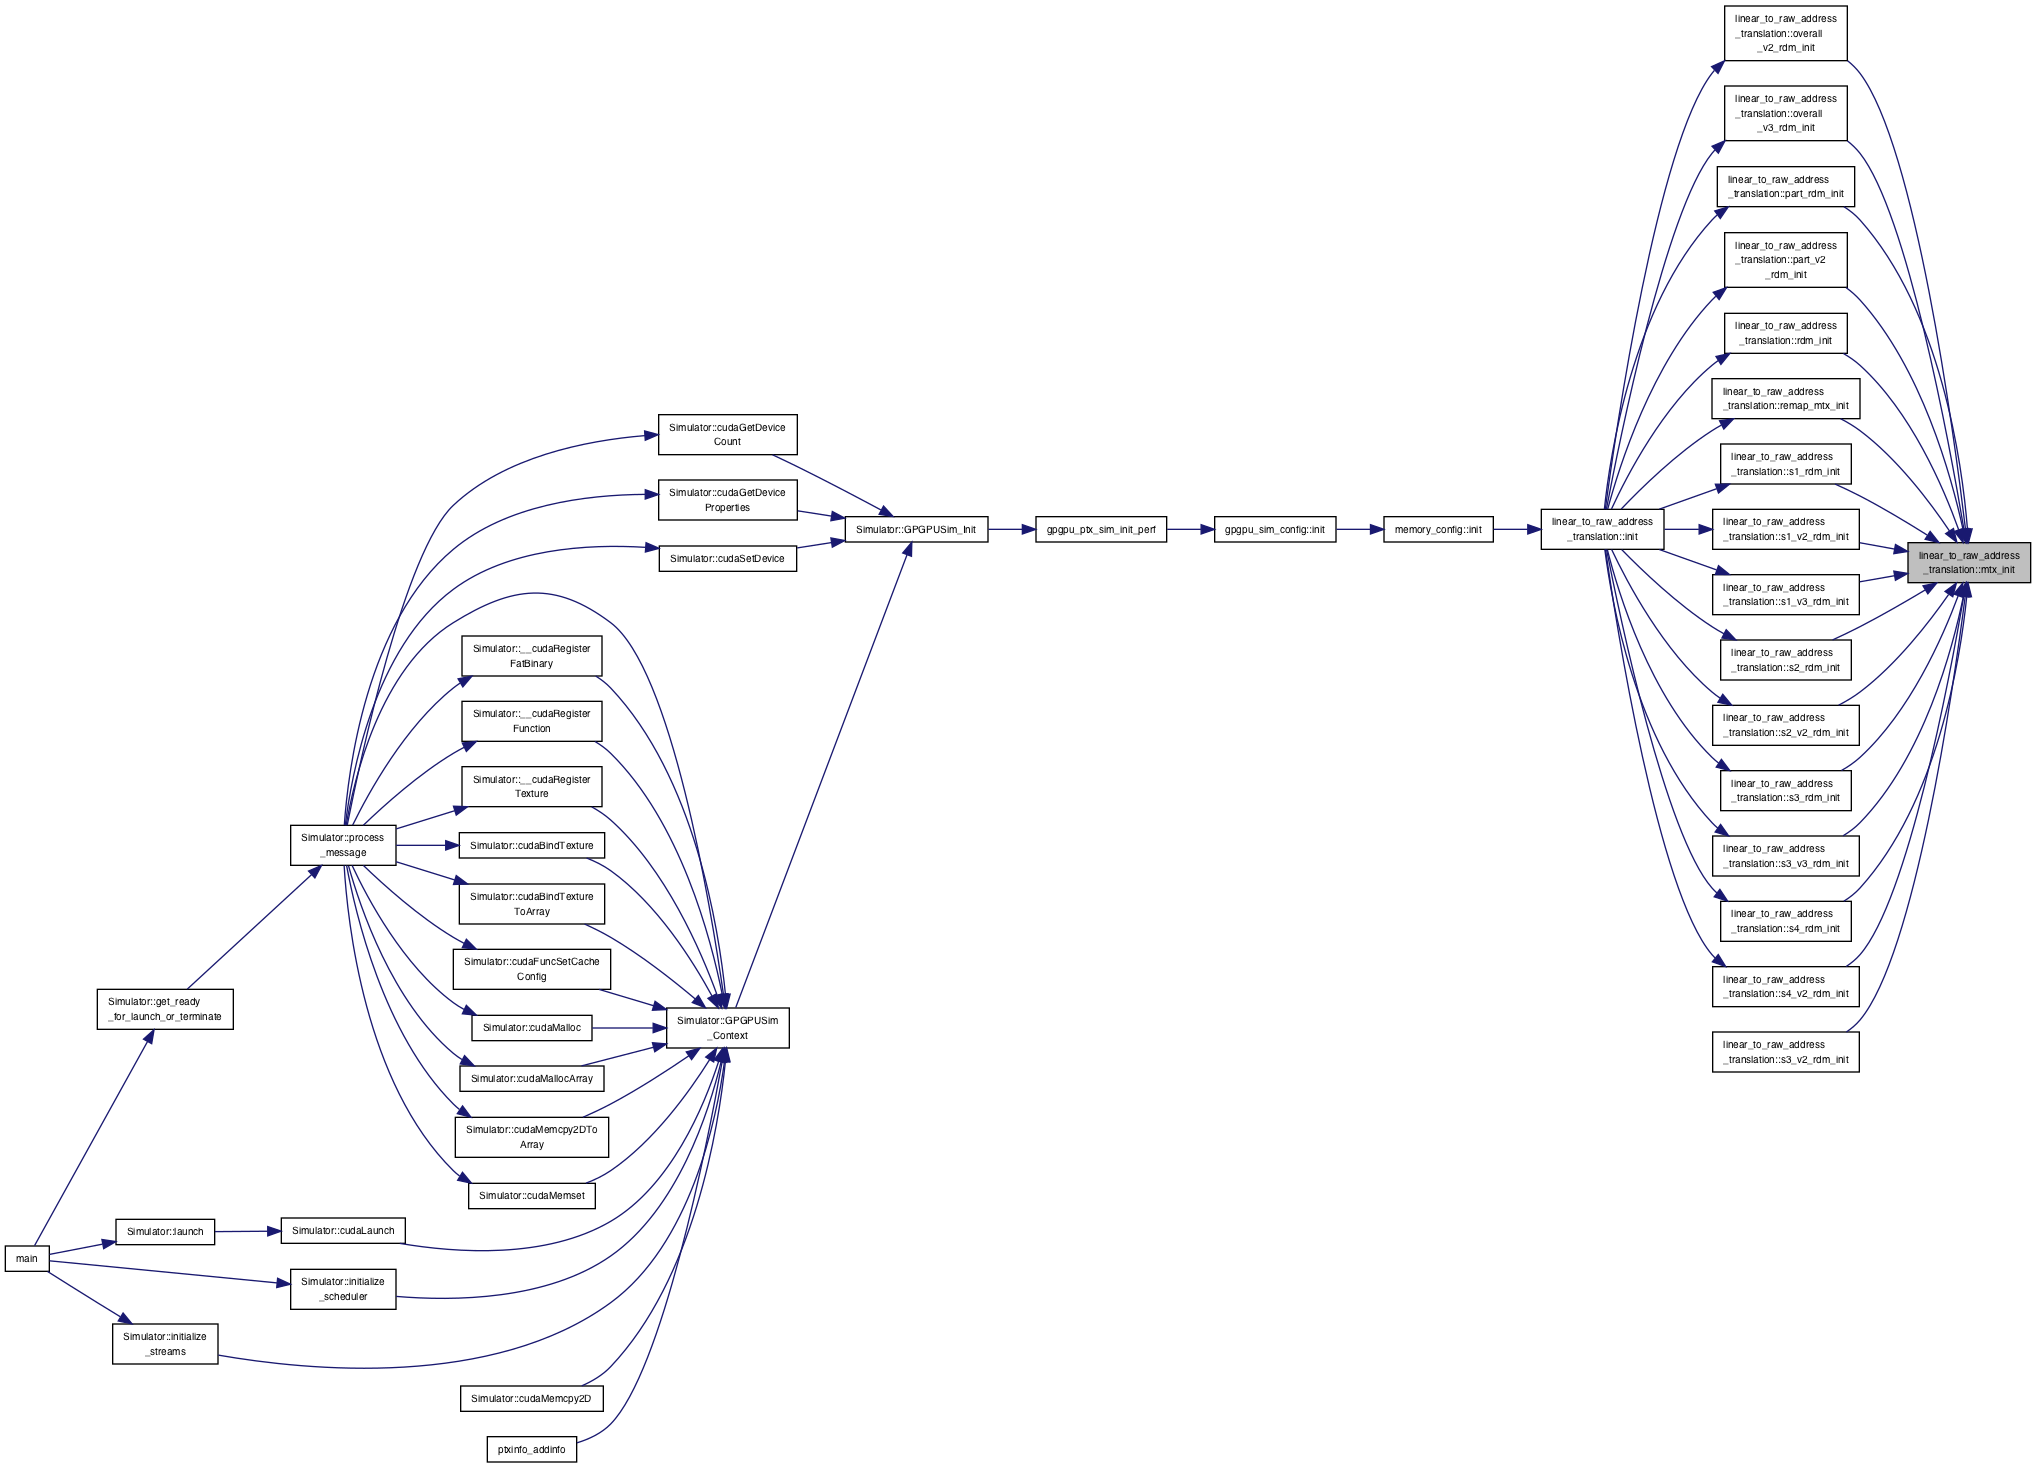 linear_to_raw_address
_translation::overall
_v2_rdm_init
linear_to_raw_address
_translation::overall
_v3_rdm_init
linear_to_raw_address
_translation::part_rdm_init
linear_to_raw_address
_translation::part_v2
_rdm_init
linear_to_raw_address
_translation::rdm_init
linear_to_raw_address
_translation::remap_mtx_init
linear_to_raw_address
_translation::s1_rdm_init
linear_to_raw_address
_translation::s1_v2_rdm_init
linear_to_raw_address
_translation::s1_v3_rdm_init
linear_to_raw_address
_translation::s2_rdm_init
linear_to_raw_address
_translation::s2_v2_rdm_init
linear_to_raw_address
_translation::s3_rdm_init
linear_to_raw_address
_translation::s3_v3_rdm_init
linear_to_raw_address
_translation::s4_rdm_init
linear_to_raw_address
_translation::s4_v2_rdm_init
linear_to_raw_address
_translation::s3_v2_rdm_init
linear_to_raw_address
_translation::mtx_init
linear_to_raw_address
_translation::init
memory_config::init
gpgpu_sim_config::init
gpgpu_ptx_sim_init_perf
Simulator::GPGPUSim_Init
Simulator::cudaGetDevice
Count
Simulator::cudaGetDevice
Properties
Simulator::cudaSetDevice
Simulator::__cudaRegister
FatBinary
Simulator::__cudaRegister
Function
Simulator::__cudaRegister
Texture
Simulator::cudaBindTexture
Simulator::cudaBindTexture
ToArray
Simulator::cudaFuncSetCache
Config
Simulator::cudaMalloc
Simulator::cudaMallocArray
Simulator::cudaMemcpy2DTo
Array
Simulator::cudaMemset
Simulator::GPGPUSim
_Context
Simulator::process
_message
Simulator::get_ready
_for_launch_or_terminate
Simulator::launch
Simulator::cudaLaunch
main
Simulator::initialize
_scheduler
Simulator::initialize
_streams
Simulator::cudaMemcpy2D
ptxinfo_addinfo